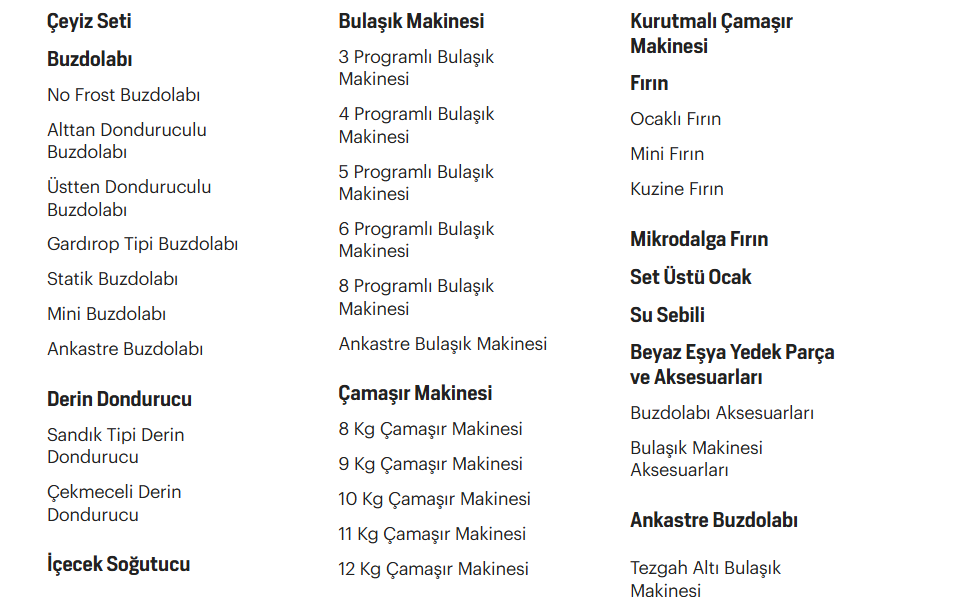 Çeyiz Seti
Buzdolabı
No Frost Buzdolabı
Alttan Donduruculu
Buzdolabı
Üstten Donduruculu
Buzdolabı
Gardırop Tipi Buzdolabı
Statik Buzdolabı
Mini Buzdolabı
Ankastre Buzdolabı
Derin Dondurucu
Sandık Tipi Derin
Dondurucu
Çekmeceli Derin
Dondurucu
İçecek Soğutucu
Bulaşık Makinesi
3 Programlı Bulaşık
Makinesi
4 Programlı Bulaşık
Makinesi
5 Programlı Bulaşık
Makinesi
6 Programlı Bulaşık
Makinesi
8 Programlı Bulaşık
Makinesi
Ankastre Bulaşık Makinesi
Çamaşır Makinesi
8 Kg Çamaşır Makinesi
9 Kg Çamaşır Makinesi
10 Kg Çamaşır Makinesi
11 Kg Çamaşır Makinesi
12 Kg Çamaşır Makinesi
Kurutmalı Çamaşır
Makinesi
Fırın
Ocaklı Fırın
Mini Fırın
Kuzine Fırın
Mikrodalga Fırın
Set Üstü Ocak
Su Sebili
Beyaz Eşya Yedek Parça
ve Aksesuarları
Buzdolabı Aksesuarları
Bulaşık Makinesi
Aksesuarları
Ankastre Buzdolabı
Tezgah Altı Bulaşık
Makinesi